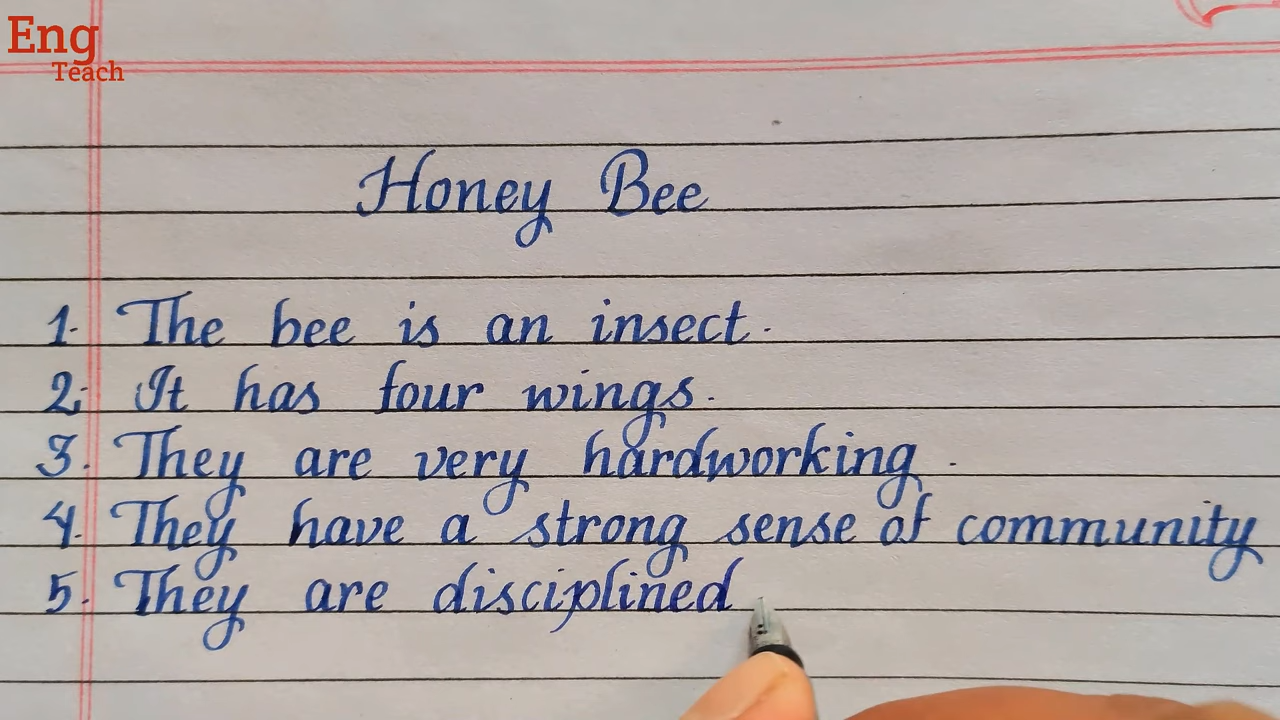 Eng
Teach
Honey Bee
1. The bee is an insect.
2. It has four wings.
3. They are very hardworking.
4. They have a strong sense of community
5. They are disciplined